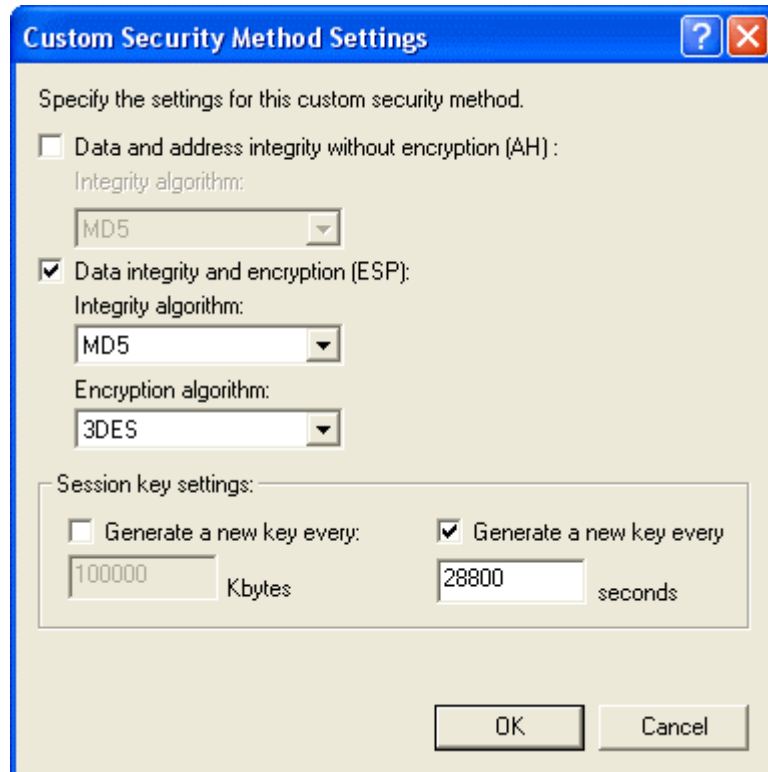 Custom Security Method Settings
Specify the settings for this custom security method.
Data and address integrity without encryption (AH) :
Integrity algorithm:
MD5
Data integrity and encryption (ESP):
Integrity algorithm:
MD5
Encryption algorithm:
3DES
Session key settings:
Generate a new key every: Generate a new key every
100000 Kbytes 28800 seconds
OK Cancel